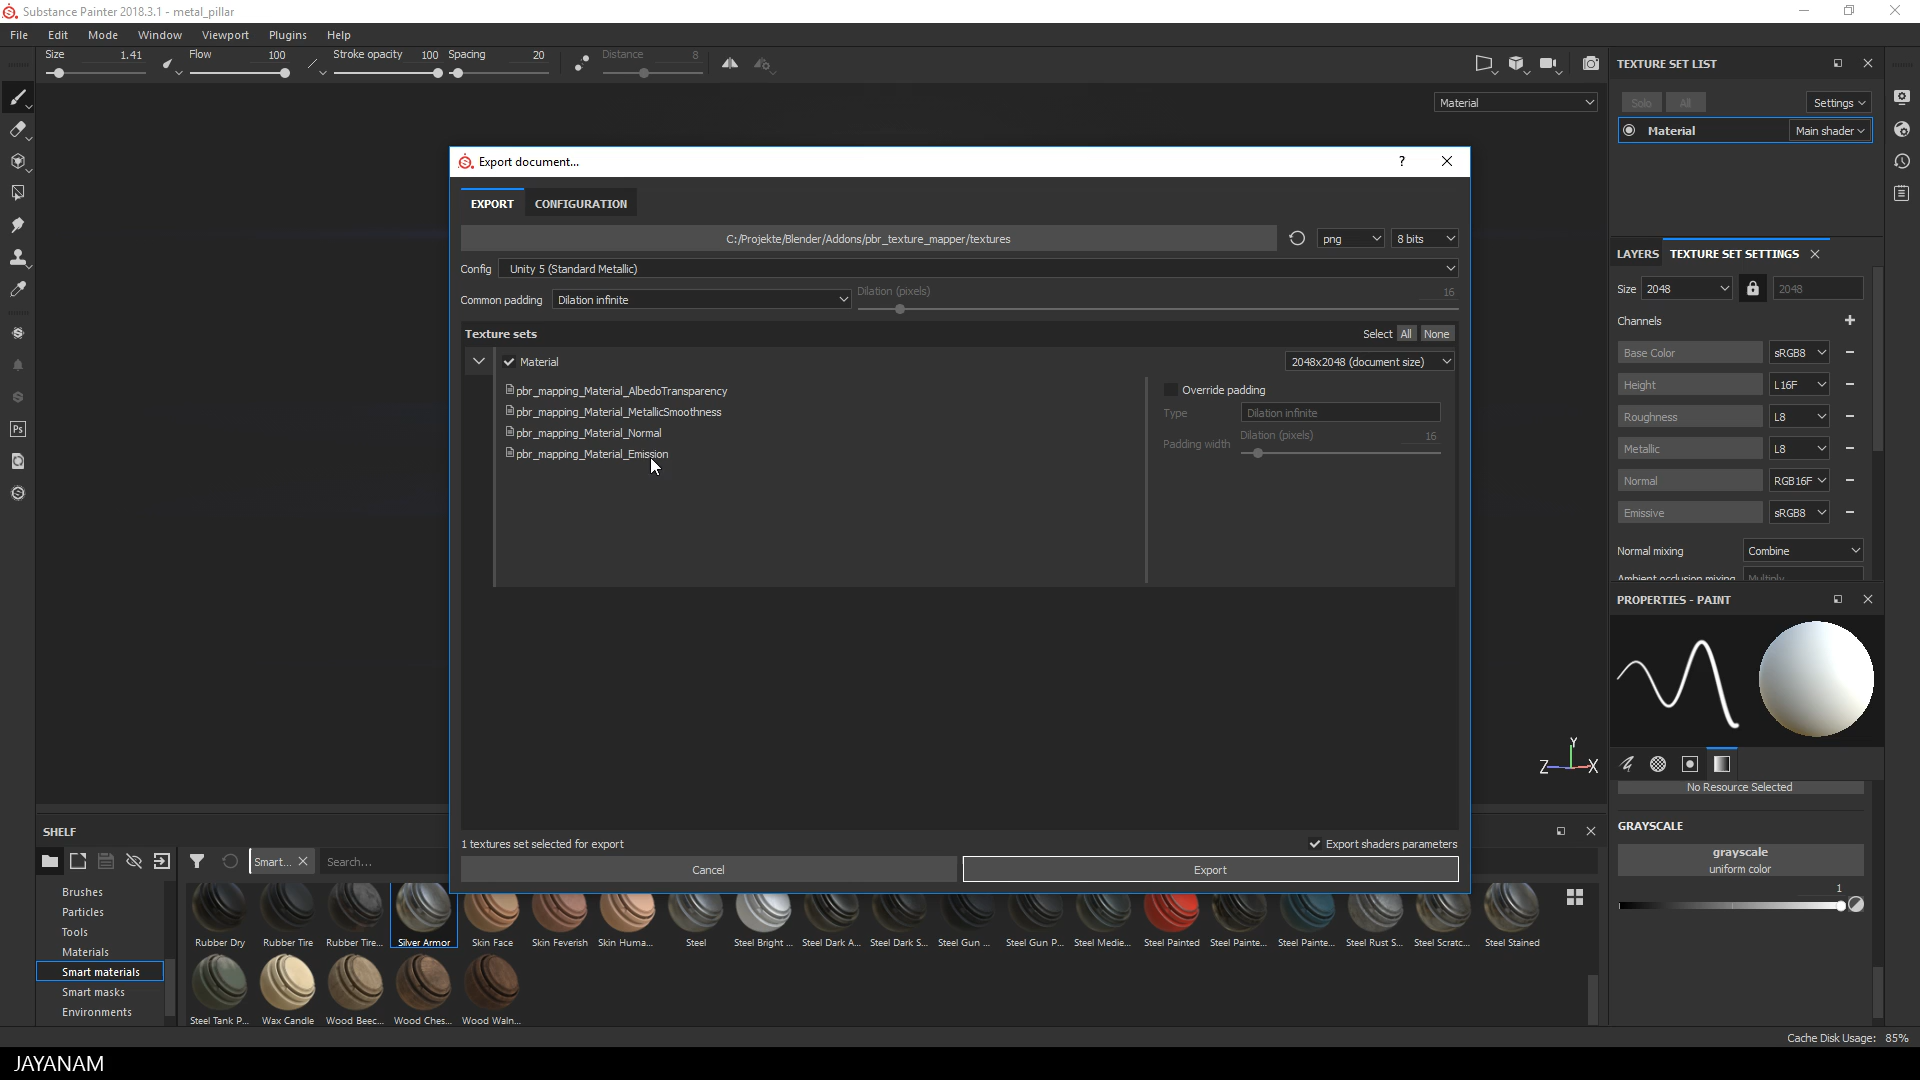 Substance Painter 2018.3.1 - metal_pillar
File Edit Mode Window Viewport Plugins Help
Size 1.41 Flow 100 Stroke opacity 100 Spacing 20 Distance 8
Material
TEXTURE SET LIST
Solo All Settings
Material Main shader
Export document...
?
EXPORT CONFIGURATION
C:/Projekte/Blender/Addons/pbr_texture_mapper/textures png 8 bits
Config Unity 5 (Standard Metallic)
Common padding Dilation infinite Dilation (pixels) 16
Texture sets Select All None
Material 2048x2048 (document size)
pbr_mapping_Material_AlbedoTransparency
pbr_mapping_Material_MetallicSmoothness
pbr_mapping_Material_Normal
pbr_mapping_Material_Emission
Override padding
Type Dilation infinite
Padding width Dilation (pixels) 16
1 textures set selected for export Export shaders parameters
Cancel Export
LAYERS TEXTURE SET SETTINGS
Size 2048 2048
Channels
Base Color sRGB8
Height L16F
Roughness L8
Metallic L8
Normal RGB16F
Emissive sRGB8
Normal mixing Combine
Ambient occlusion mixing Multiply
PROPERTIES - PAINT
Z Y X
Ps
No Resource Selected
GRAYSCALE
grayscale
uniform color
1
SHELF
Smart... Search...
Brushes
Particles
Tools
Materials
Smart materials
Smart masks
Environments
Rubber Dry Rubber Tire Rubber Tire... Silver Armor Skin Face Skin Feverish Skin Huma... Steel Steel Bright ... Steel Dark A... Steel Dark S... Steel Gun ... Steel Gun P... Steel Medie... Steel Painted Steel Painte... Steel Painte... Steel Rust S... Steel Scratc... Steel Stained
Steel Tank P... Wax Candle Wood Beec... Wood Ches... Wood Waln...
Cache Disk Usage: 85%
JAYANAM